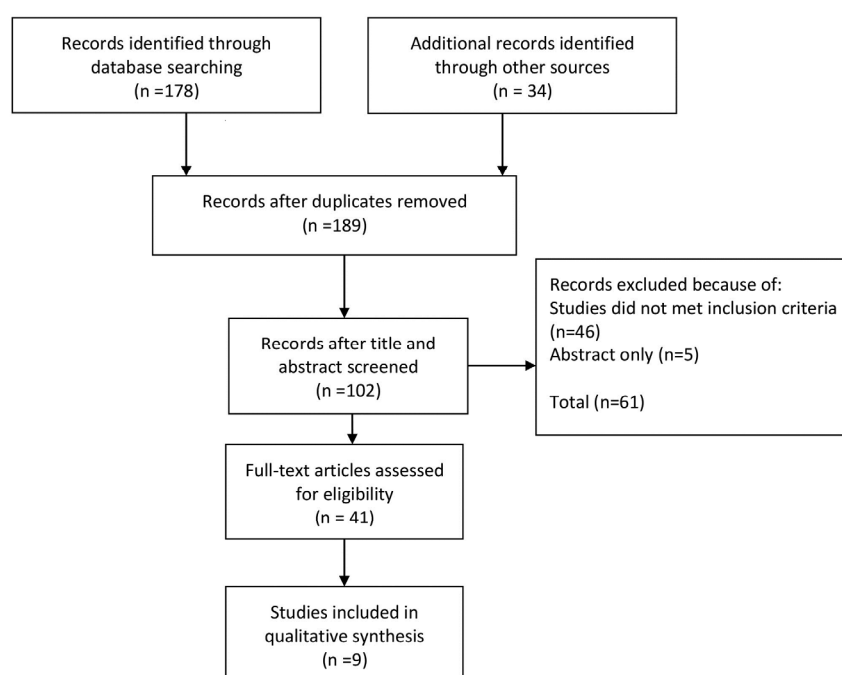 Records identified through
database searching
(n =178)
Additional records identified
through other sources
(n = 34)
Records after duplicates removed
(n =189)
Records after title and
abstract screened
(n =102)
Records excluded because of:
Studies did not met inclusion criteria
(n=46)
Abstract only (n=5)
Total (n=61)
Full-text articles assessed
for eligibility
(n = 41)
Studies included in
qualitative synthesis
(n =9)